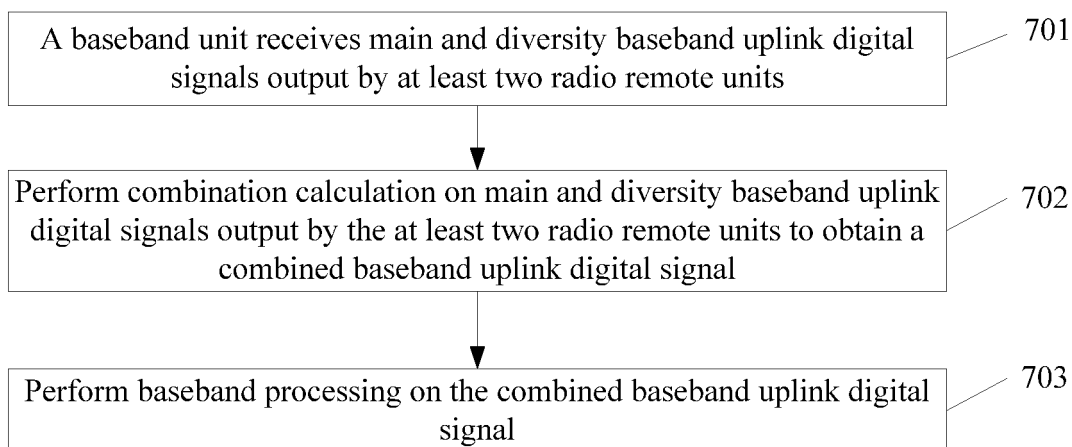 A baseband unit receives main and diversity baseband uplink digital
signals output by at least two radio remote units
701
Perform combination calculation on main and diversity baseband uplink
digital signals output by the at least two radio remote units to obtain a
combined baseband uplink digital signal
702
Perform baseband processing on the combined baseband uplink digital
signal
703